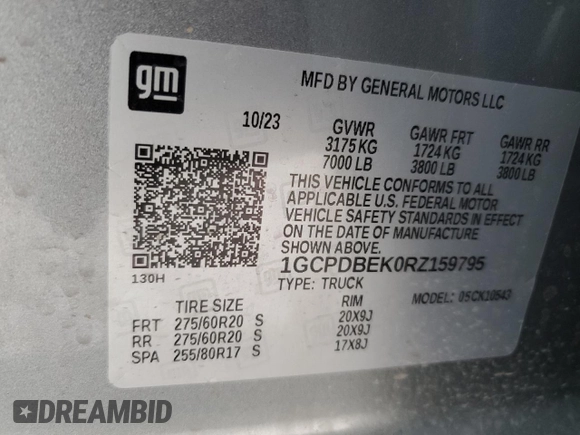 gm
MFD BY GENERAL MOTORS LLC
10/23 GVWR GAWR FRT GAWR RR
3175 KG 1724 KG 1724 KG
7000 LB 3800 LB 3800 LB
THIS VEHICLE CONFORMS TO ALL
APPLICABLE U.S. FEDERAL MOTOR
VEHICLE SAFETY STANDARDS IN EFFECT
ON THE DATE OF MANUFACTURE
SHOWN ABOVE.
1GCPDBEK0RZ159795
130H
TYPE: TRUCK MODEL: 05CK10543
TIRE SIZE RIM
FRT 275/60R20 S 20X9J
RR 275/60R20 S 20X9J
SPA 255/80R17 S 17X8J
DREAMBID